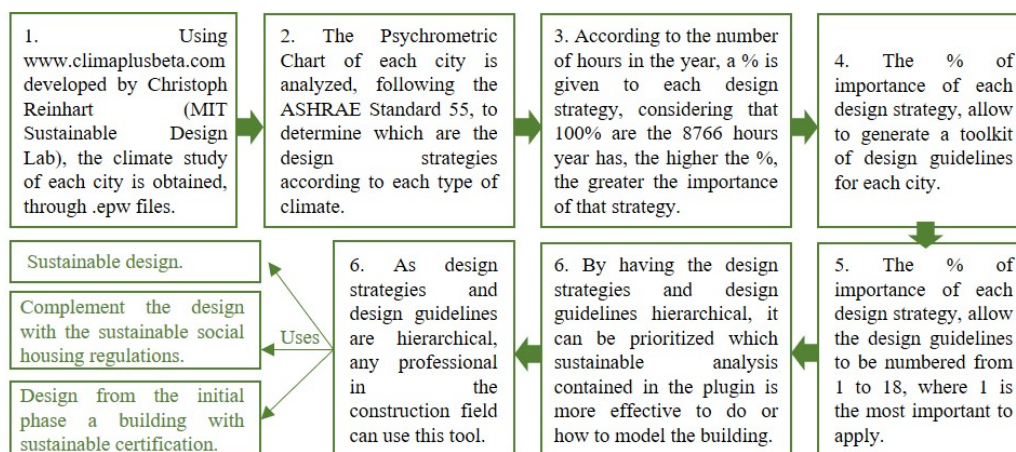 1. Using
www.climaplusbeta.com
developed by Christoph
Reinhart (MIT
Sustainable Design
Lab), the climate study
of each city is obtained,
through .epw files.
2. The Psychrometric
Chart of each city is
analyzed, following the
ASHRAE Standard 55, to
determine which are the
design strategies
according to each type of
climate.
3. According to the number
of hours in the year, a % is
given to each design
strategy, considering that
100% are the 8766 hours
year has, the higher the %,
the greater the importance
of that strategy.
4. The % of
importance of each
design strategy, allow
to generate a toolkit
of design guidelines
for each city.
5. The % of
importance of each
design strategy, allow
the design guidelines
to be numbered from
1 to 18, where 1 is
the most important to
apply.
6. By having the design
strategies and design
guidelines hierarchical, it
can be prioritized which
sustainable analysis
contained in the plugin is
more effective to do or
how to model the building.
6. As design
strategies and
design guidelines
are hierarchical,
any professional
in the
construction field
can use this tool.
Uses
Sustainable design.
Complement the design
with the sustainable social
housing regulations.
Design from the initial
phase a building with
sustainable certification.